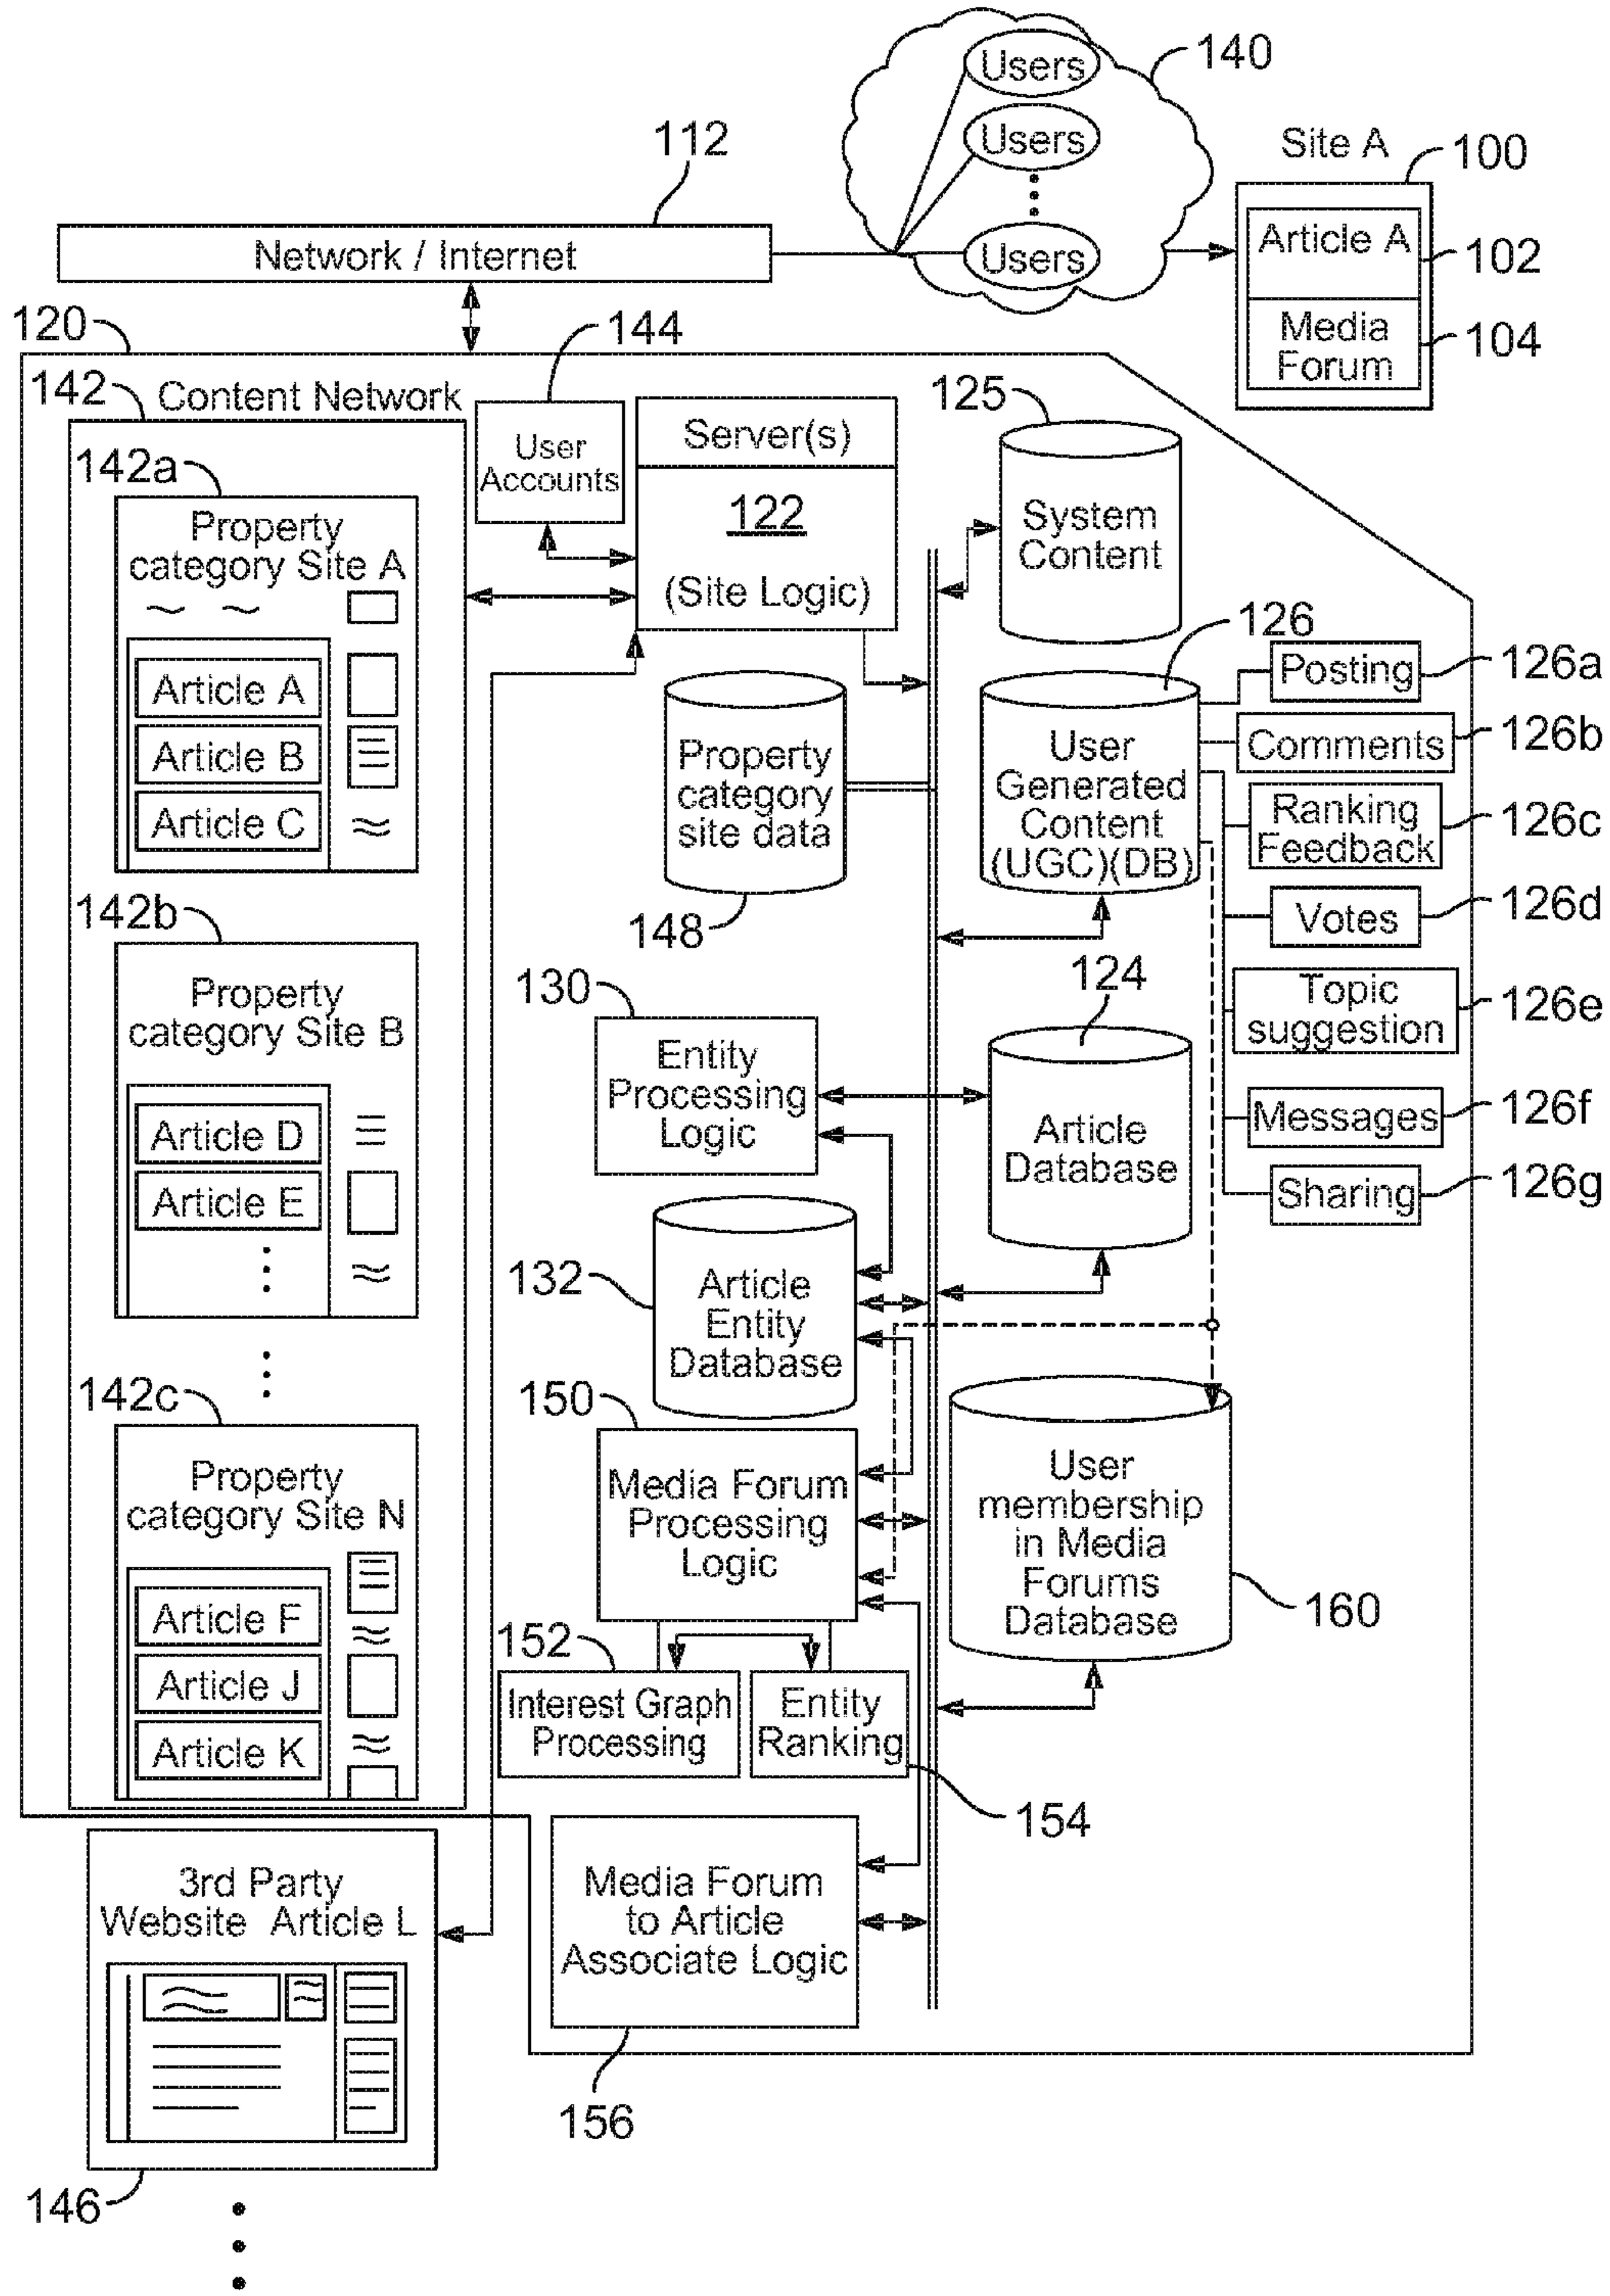 Users
140
Users
112
Site A
100
Network / Internet
Users
Article A
102
Media
Forum
104
120
144
142
Content Network
User
Accounts
Server(s)
122
(Site Logic)
125
System
Content
142a
Property
category Site A
Article A
Article B
Article C
Property
category
site data
148
126
User
Generated
Content
(UGC)(DB)
Posting
126a
Comments
126b
Ranking
Feedback
126c
Votes
126d
Topic
suggestion
126e
Messages
126f
Sharing
126g
142b
Property
category Site B
Article D
Article E
130
Entity
Processing
Logic
124
Article
Database
132
Article
Entity
Database
142c
Property
category Site N
Article F
Article J
Article K
150
Media Forum
Processing
Logic
User
membership
in Media
Forums
Database
160
152
Interest Graph
Processing
Entity
Ranking
154
3rd Party
Website Article L
146
Media Forum
to Article
Associate Logic
156